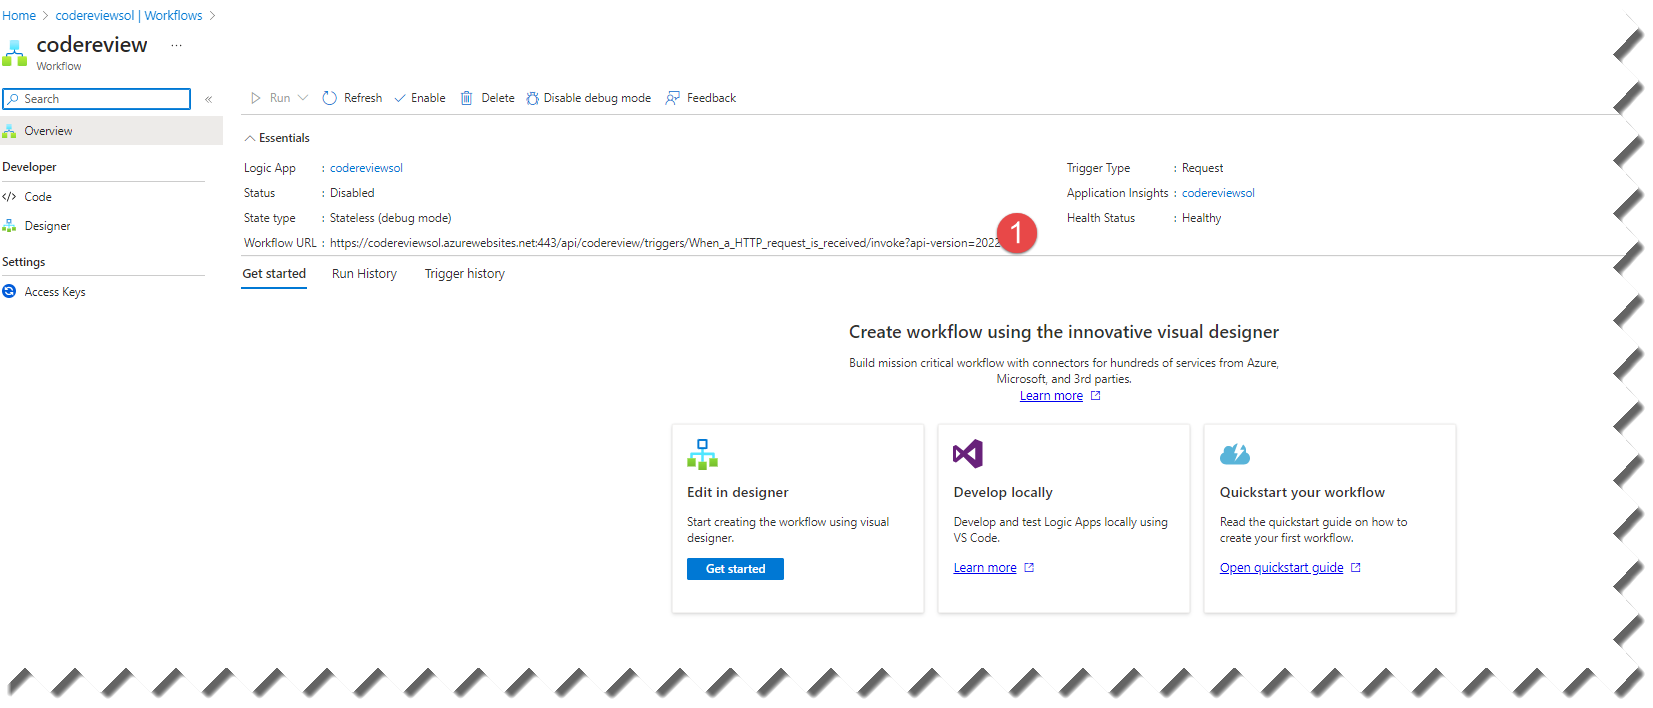 Home > codereviewsol | Workflows >
codereview ...
Workflow
Search «
Run Refresh Enable Delete Disable debug mode Feedback
Overview
Developer
</> Code
Designer
Settings
Access Keys
Essentials
Logic App : codereviewsol
Status : Disabled
State type : Stateless (debug mode)
Workflow URL : https://codereviewsol.azurewebsites.net:443/api/codereview/triggers/When_a_HTTP_request_is_received/invoke?api-version=2022
1
Trigger Type : Request
Application Insights : codereviewsol
Health Status : Healthy
Get started Run History Trigger history
Create workflow using the innovative visual designer
Build mission critical workflow with connectors for hundreds of services from Azure,
Microsoft, and 3rd parties.
Learn more
Edit in designer
Start creating the workflow using visual
designer.
Get started
Develop locally
Develop and test Logic Apps locally using
VS Code.
Learn more
Quickstart your workflow
Read the quickstart guide on how to
create your first workflow.
Open quickstart guide